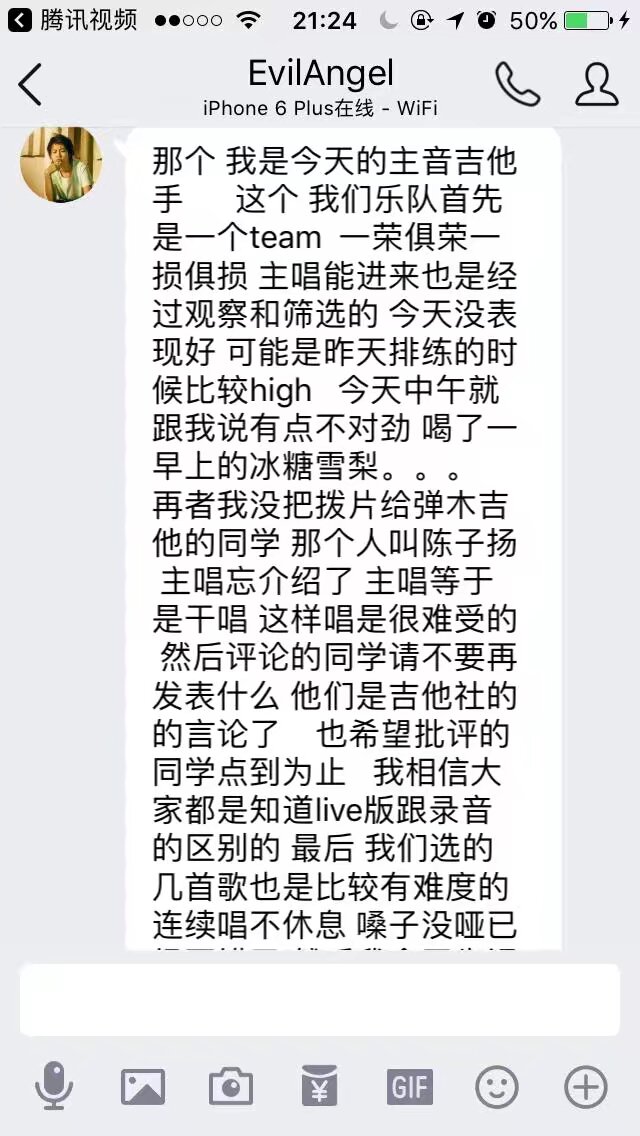 腾讯视频 21:24 50%
EvilAngel
iPhone 6 Plus在线 - WiFi
那个 我是今天的主音吉他
手 这个 我们乐队首先
是一个team 一荣俱荣一
损俱损 主唱能进来也是经
过观察和筛选的 今天没表
现好 可能是昨天排练的时
候比较high 今天中午就
跟我说有点不对劲 喝了一
早上的冰糖雪梨。。。
再者我没把拨片给弹木吉
他的同学 那个人叫陈子扬
主唱忘介绍了 主唱等于
是干唱 这样唱是很难受的
然后评论的同学请不要再
发表什么 他们是吉他社的
的言论了 也希望批评的
同学点到为止 我相信大
家都是知道live版跟录音
的区别的 最后 我们选的
几首歌也是比较有难度的
连续唱不休息 嗓子没哑已
¥
GIF